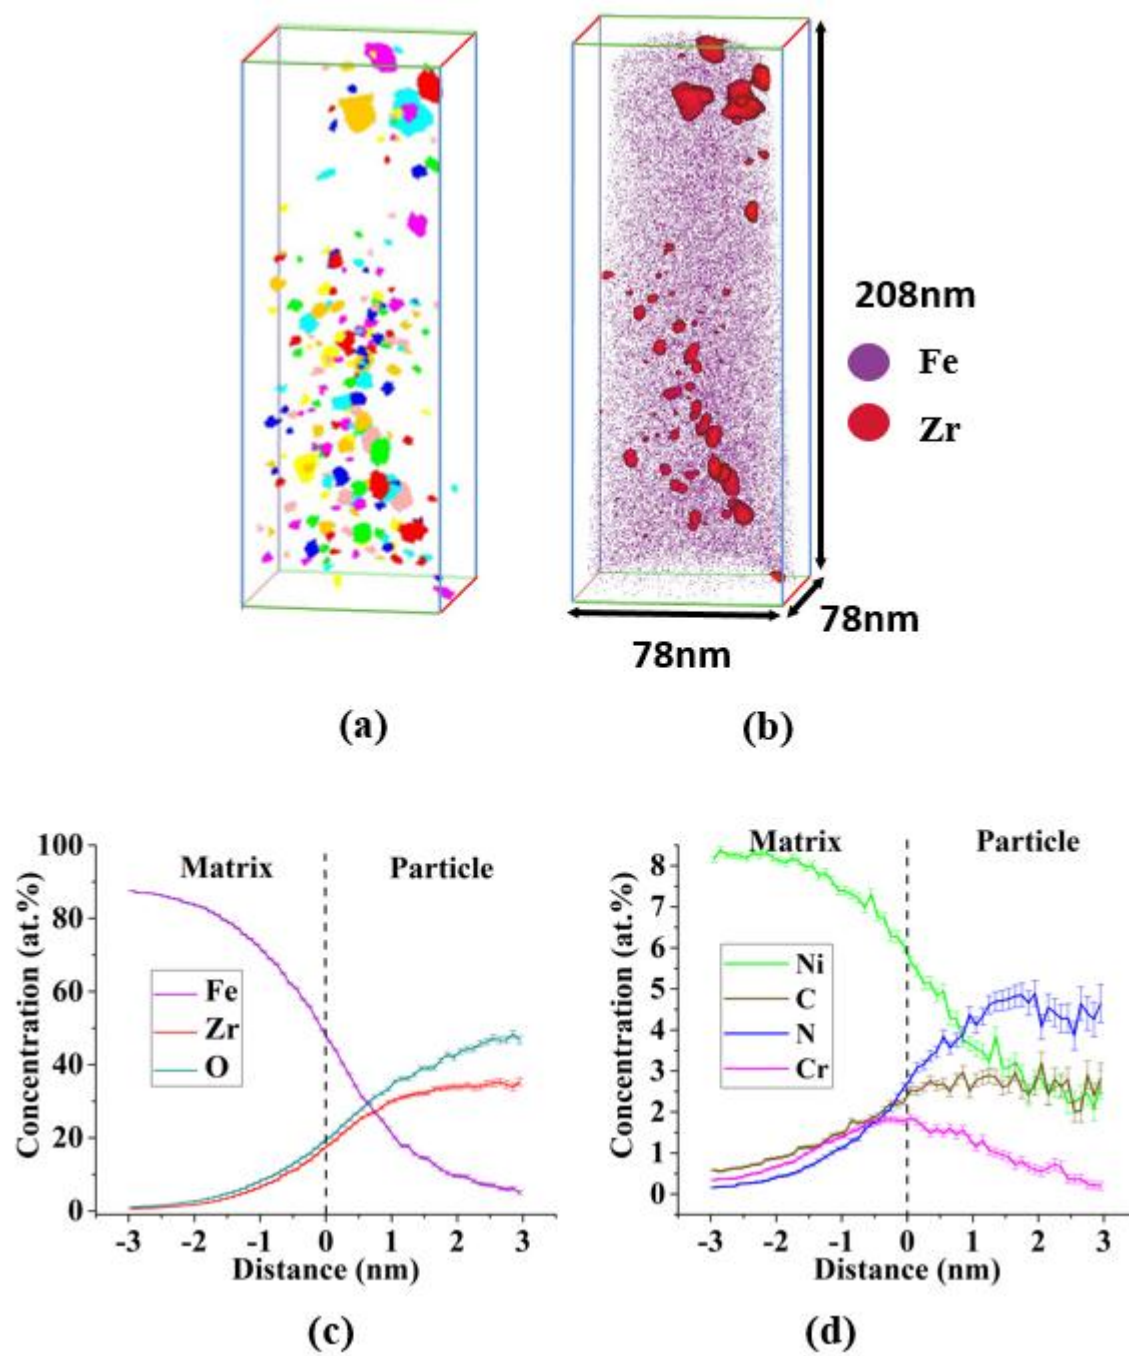 208nm
Fe
Zr
78nm
78nm
(a)
(b)
Matrix
Particle
Concentration (at.%)
100
80
60
40
20
0
Fe
Zr
O
-3
-2
-1
0
1
2
3
Distance (nm)
(c)
Matrix
Particle
Concentration (at.%)
8
7
6
5
4
3
2
1
0
Ni
C
N
Cr
-3
-2
-1
0
1
2
3
Distance (nm)
(d)